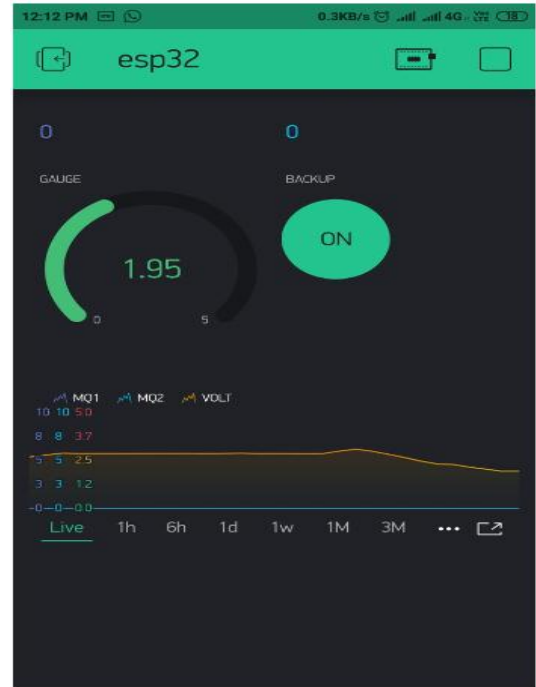 12:12 PM 0.3KB/s 4G VoLTE 18
esp32
0 0
GAUGE BACKUP
1.95 ON
0 5
MQ1 MQ2 VOLT
10 10 5.0
8 8 3.7
5 5 2.5
3 3 1.2
0 0 0.0
Live 1h 6h 1d 1w 1M 3M ...